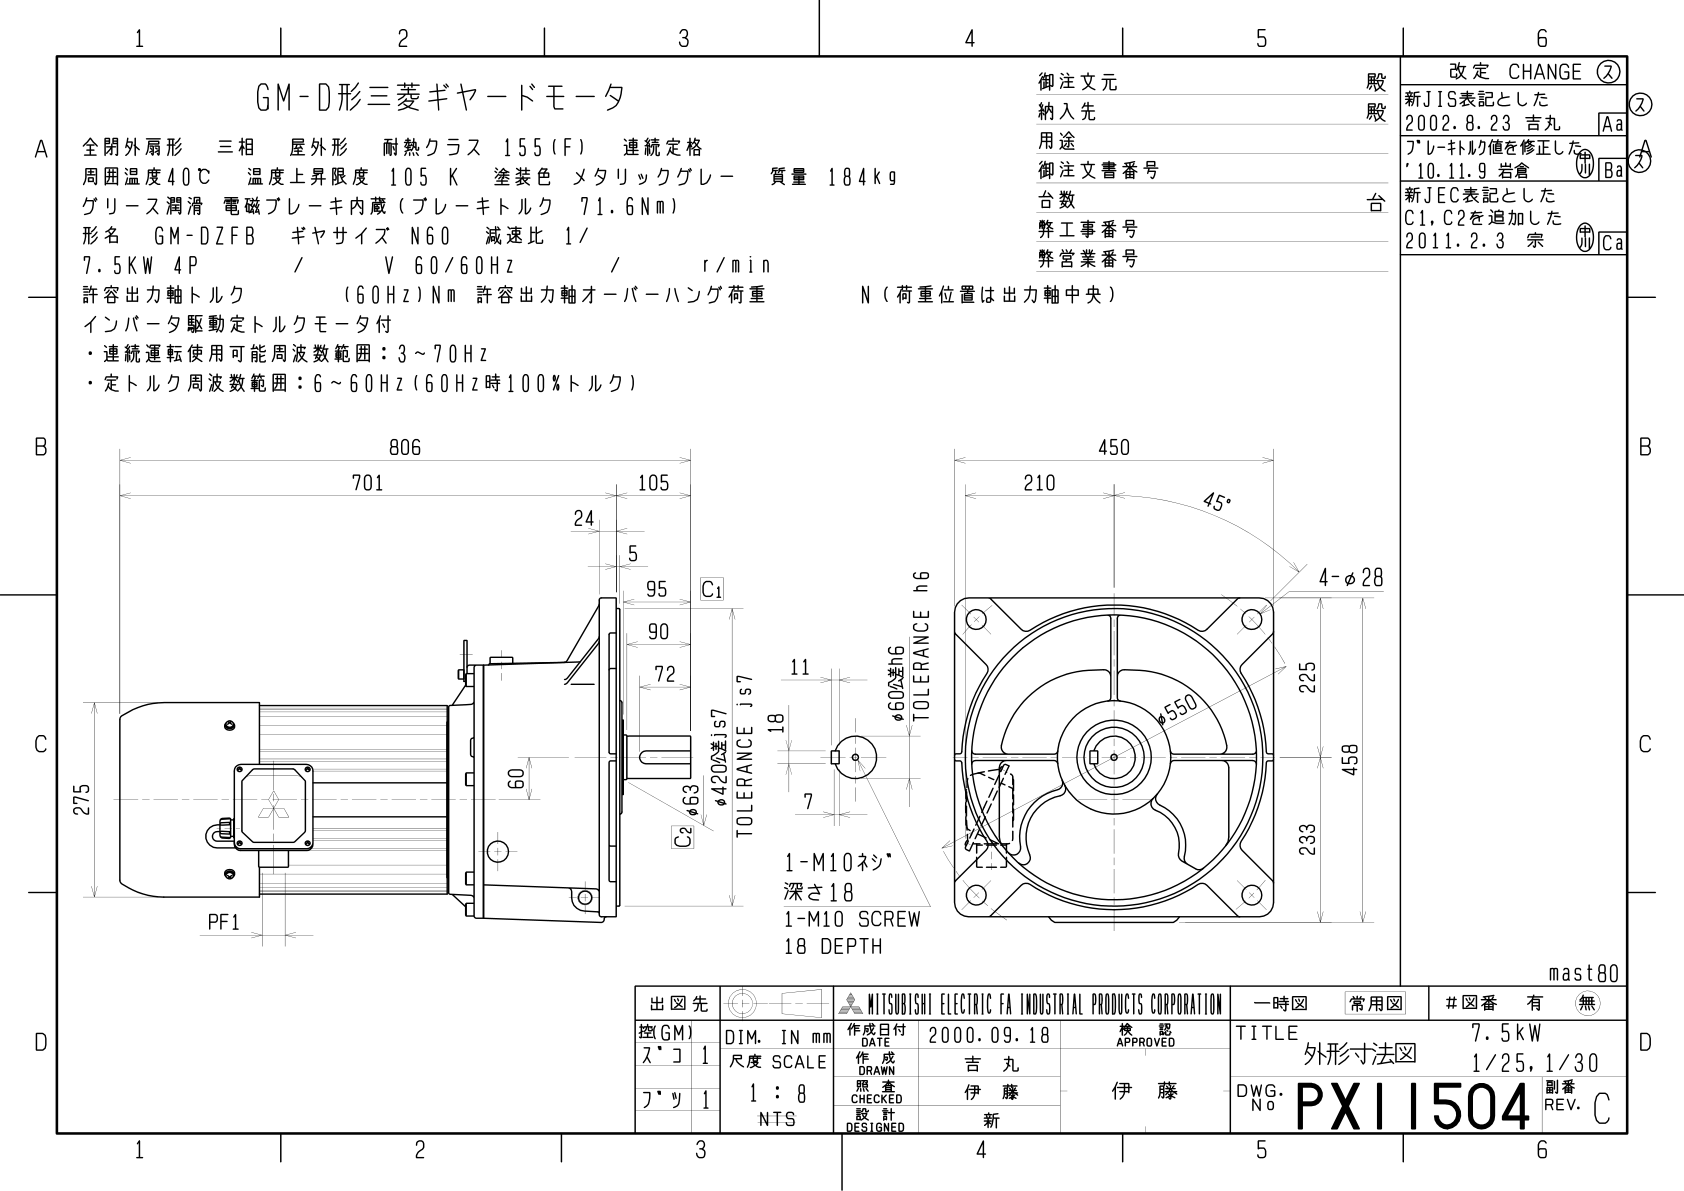 1 2 3 4 5 6
GM-D形三菱ギヤードモータ
全閉外扇形 三相 屋外形 耐熱クラス 155(F) 連続定格
周囲温度40℃ 温度上昇限度 105 K 塗装色 メタリックグレー 質量 184kg
グリース潤滑 電磁ブレーキ内蔵(ブレーキトルク 71.6Nm)
形名 GM-DZFB ギヤサイズ N60 減速比 1/
7.5KW 4P / V 60/60Hz / r/min
許容出力軸トルク (60Hz)Nm 許容出力軸オーバーハング荷重 N(荷重位置は出力軸中央)
インバータ駆動定トルクモータ付
・連続運転使用可能周波数範囲:3~70Hz
・定トルク周波数範囲:6~60Hz(60Hz時100%トルク)
御注文元 殿
納入先 殿
用途
御注文書番号
台数 台
弊工事番号
弊営業番号
改定 CHANGE ス
新JIS表記とした ス
2002.8.23 吉丸 Aa
ブレーキトルク値を修正した
'10.11.9 岩倉 中川 Ba ス
新JEC表記とした
C1,C2を追加した
2011.2.3 宗 中川 Ca
A A
B B
C C
D D
806
701 105
24
5
95 C1
90
72
275
60
PF1
φ63
C2
φ420公差js7
TOLERANCE js7
11
18
7
φ60公差h6
TOLERANCE h6
1-M10ネジ
深さ18
1-M10 SCREW
18 DEPTH
450
210
45°
4-φ28
φ550
225
458
233
mast80
出図先 MITSUBISHI ELECTRIC FA INDUSTRIAL PRODUCTS CORPORATION 一時図 常用図 #図番 有 無
控(GM)
ズコ 1
ブツ 1
DIM. IN mm
尺度 SCALE
1:8
NTS
作成日付
DATE
2000.09.18
作成
DRAWN
吉丸
照査
CHECKED
伊藤
設計
DESIGNED
新
検認
APPROVED
伊藤
TITLE 7.5kW
外形寸法図 1/25,1/30
DWG.
No
PX11504
副番
REV.
C
1 2 3 4 5 6